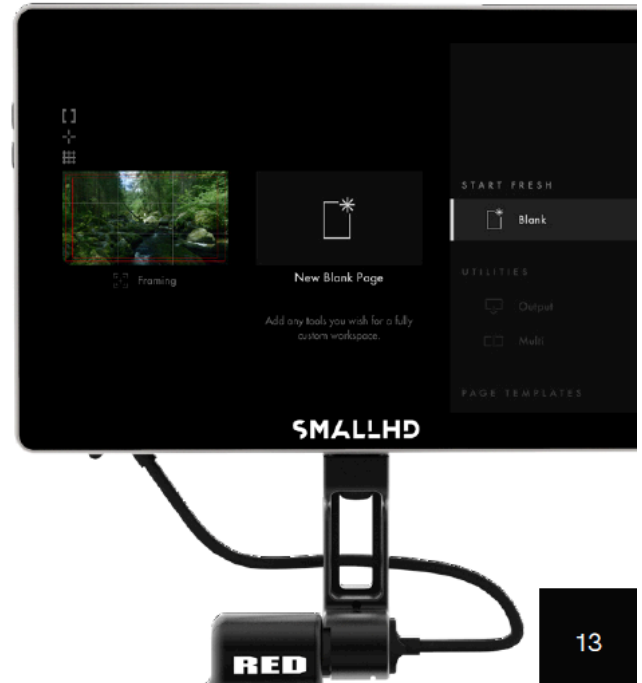 START FRESH
Blank
UTILITIES
Output
Multi
PAGE TEMPLATES
Framing
New Blank Page
Add any tools you wish for a fully
custom workspace.
SMALLHD
RED
13